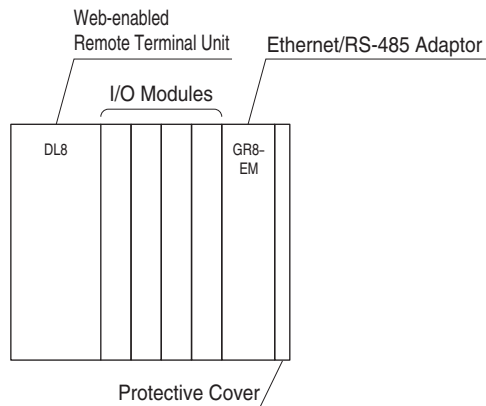 Web-enabled
Remote Terminal Unit
Ethernet/RS-485 Adaptor
I/O Modules
DL8
GR8-
EM
Protective Cover